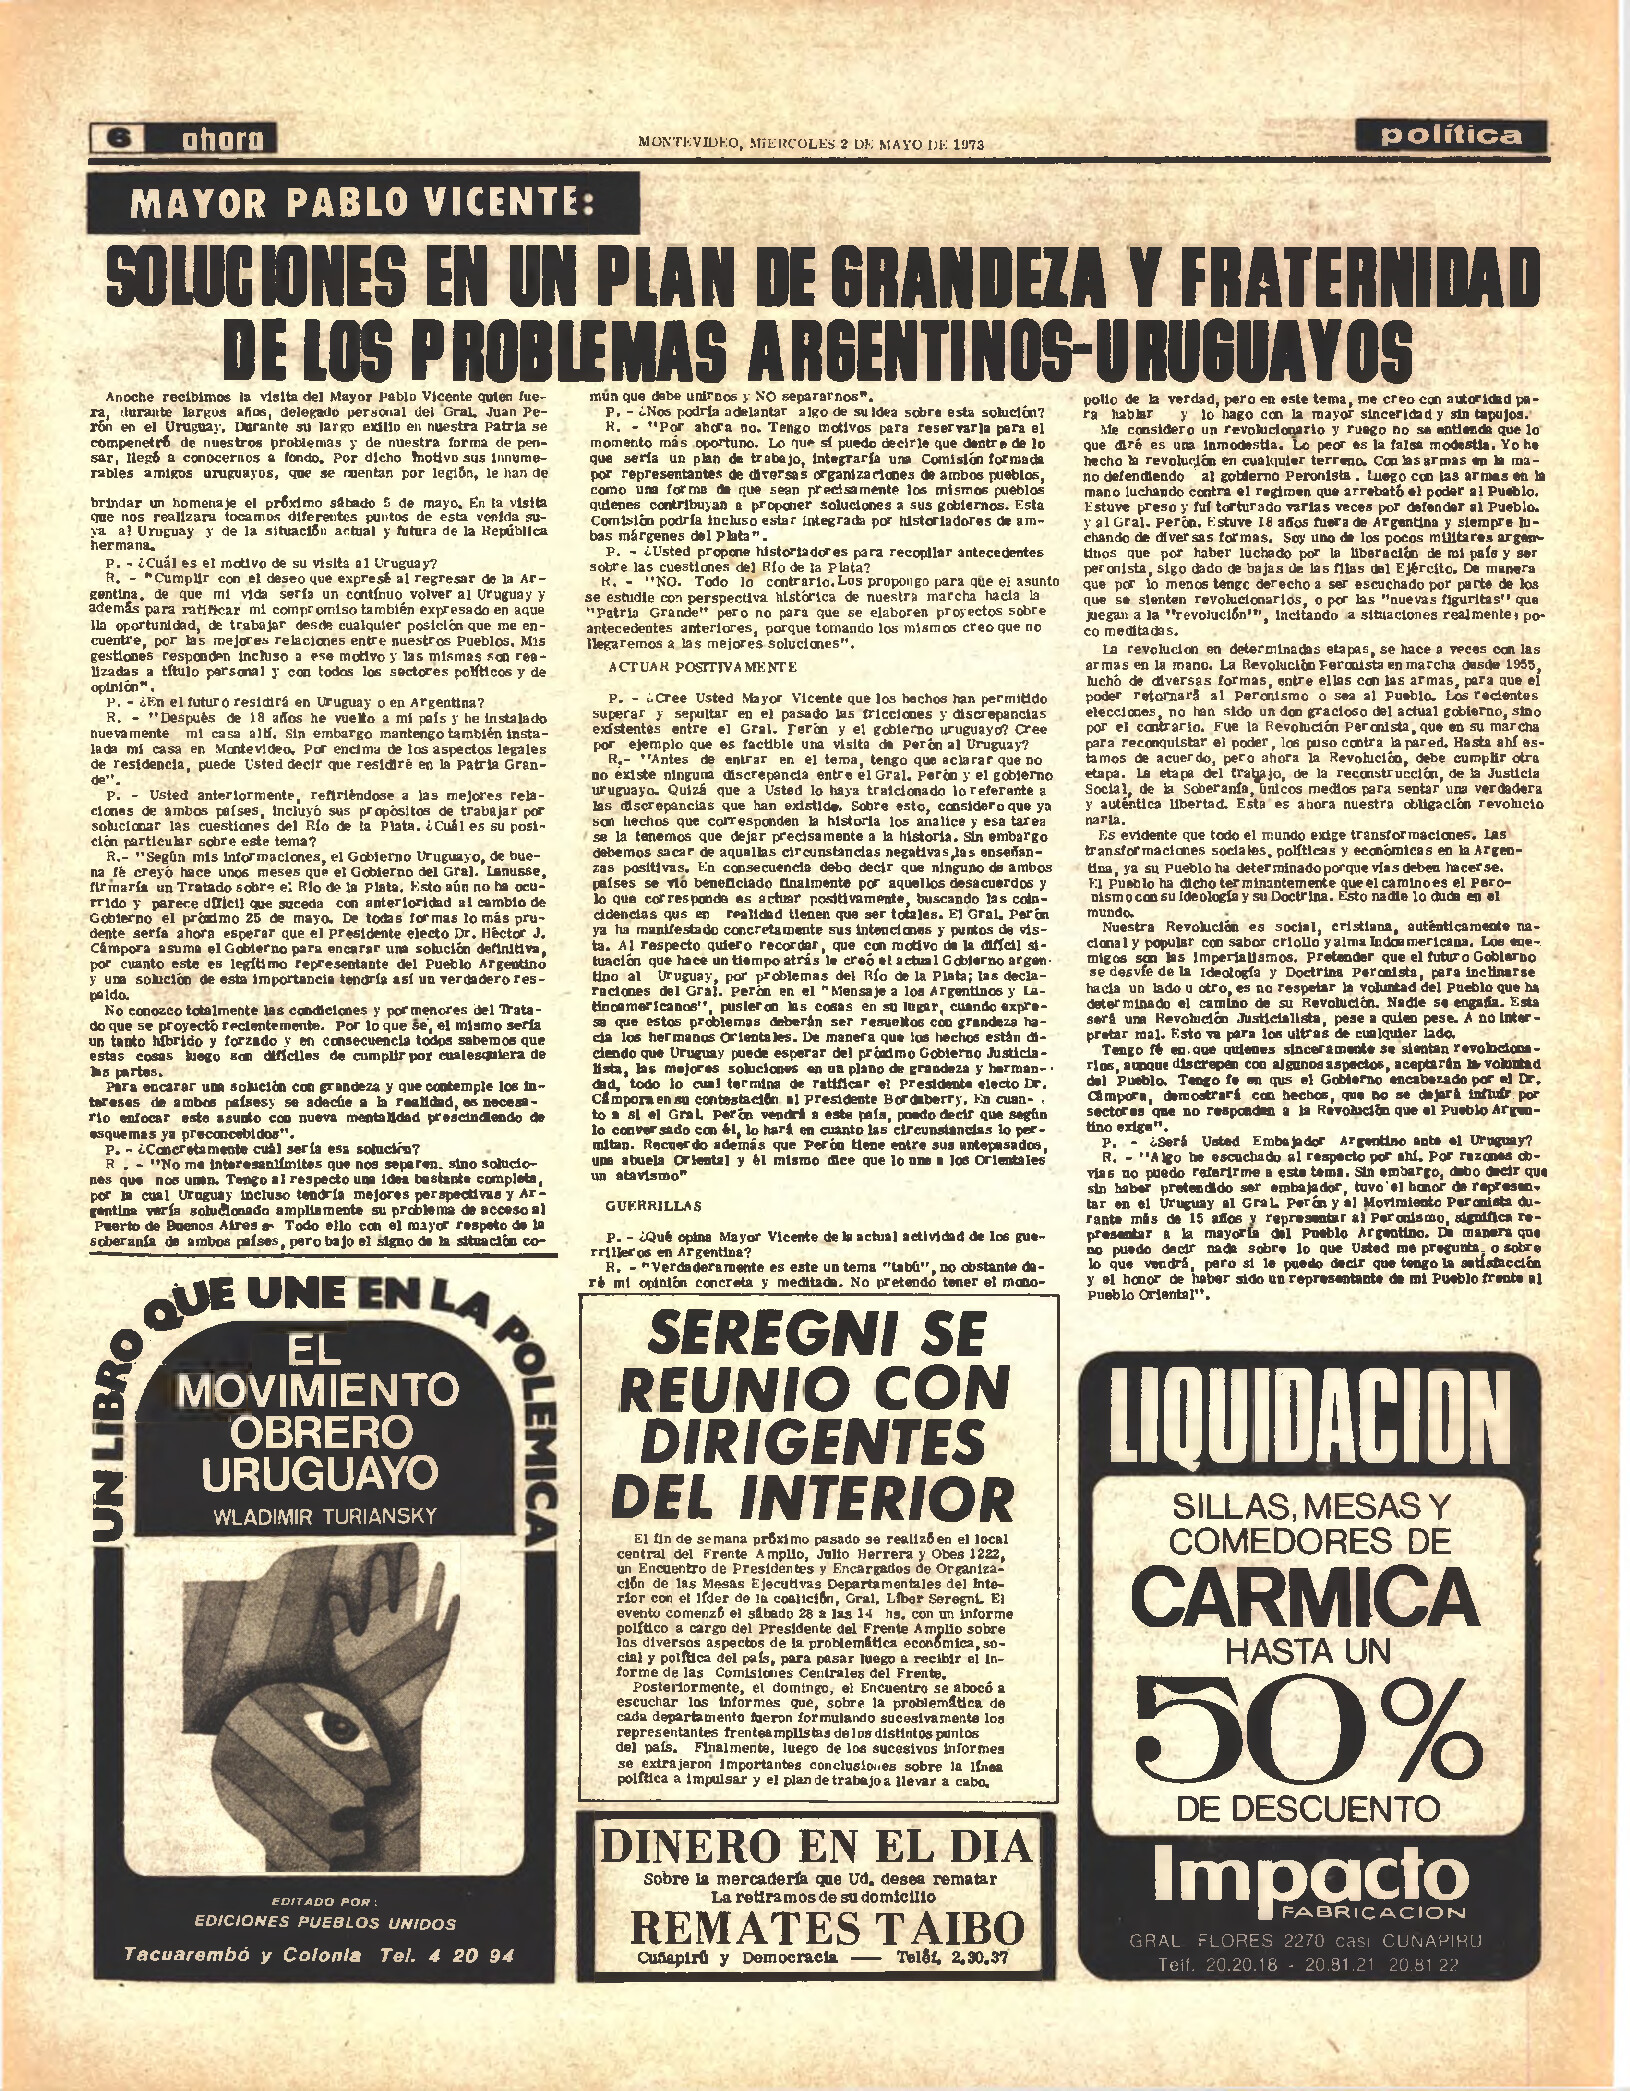 6 ahora
MONTEVIDEO, MIERCOLES 2 DE MAYO DE 1973
política
MAYOR PABLO VICENTE:
SOLUCIONES EN UN PLAN DE GRANDEZA Y FRATERNIDAD
DE LOS PROBLEMAS ARGENTINOS-URUGUAYOS
Anoche recibimos la visita del Mayor Pablo Vicente quien fue-
ra, durante largos años, delegado personal del Gral. Juan Pe-
rón en el Uruguay. Durante su largo exilio en nuestra Patria se
compenetró de nuestros problemas y de nuestra forma de pen-
sar, llegó a conocernos a fondo. Por dicho motivo sus innume-
rables amigos uruguayos, que se cuentan por legión, le han de
brindar un homenaje el próximo sábado 5 de mayo. En la visita
que nos realizara tocamos diferentes puntos de esta venida su-
ya al Uruguay y de la situación actual y futura de la República
hermana.
P. - ¿Cuál es el motivo de su visita al Uruguay?
R. - "Cumplir con el deseo que expresé al regresar de la Ar-
gentina, de que mi vida sería un contínuo volver al Uruguay y
además para ratificar mi compromiso también expresado en aque
lla oportunidad, de trabajar desde cualquier posición que me en-
cuentre, por las mejores relaciones entre nuestros Pueblos. Mis
gestiones responden incluso a ese motivo y las mismas son rea-
lizadas a título personal y con todos los sectores políticos y de
opinión".
P. - ¿En el futuro residirá en Uruguay o en Argentina?
R. - "Después de 18 años he vuelto a mi país y he instalado
nuevamente mi casa allí. Sin embargo mantengo también insta-
lada mi casa en Montevideo. Por encima de los aspectos legales
de residencia, puede Usted decir que residiré en la Patria Gran-
de".
P. - Usted anteriormente, refiriéndose a las mejores rela-
ciones de ambos países, incluyó sus propósitos de trabajar por
solucionar las cuestiones del Río de la Plata. ¿Cuál es su posi-
ción particular sobre este tema?
R.- "Según mis informaciones, el Gobierno Uruguayo, de bue-
na fé creyó hace unos meses que el Gobierno del Gral. Lanusse,
firmaría un Tratado sobre el Río de la Plata. Esto aún no ha ocu-
rrido y parece difícil que suceda con anterioridad al cambio de
Gobierno el próximo 25 de mayo. De todas formas lo más pru-
dente sería ahora esperar que el Presidente electo Dr. Héctor J.
Cámpora asuma el Gobierno para encarar una solución definitiva,
por cuanto este es legítimo representante del Pueblo Argentino
y una solución de esta importancia tendría así un verdadero res-
paldo.
No conozco totalmente las condiciones y pormenores del Trata-
do que se proyectó recientemente. Por lo que sé, el mismo sería
un tanto híbrido y forzado y en consecuencia todos sabemos que
estas cosas luego son difíciles de cumplir por cualesquiera de
las partes.
Para encarar una solución con grandeza y que contemple los in-
tereses de ambos paísesy se adecúe a la realidad, es necesa-
rio enfocar este asunto con nueva mentalidad prescindiendo de
esquemas ya preconcebidos".
P. - ¿Concretamente cuál sería esa solución?
R . - "No me interesanlímites que nos separen. sino solucio-
nes que nos unan. Tengo al respecto una idea bastante completa,
por la cual Uruguay incluso tendría mejores perspectivas y Ar-
gentina vería solucionado ampliamente su problema de acceso al
Puerto de Buenos Aires.- Todo ello con el mayor respeto de la
soberanía de ambos países, pero bajo el signo de la situación co-
mún que debe unirnos y NO separarnos".
P. - ¿Nos podría adelantar algo de su idea sobre esta solución?
R. - "Por ahora no. Tengo motivos para reservarla para el
momento más oportuno. Lo que sí puedo decirle que dentre de lo
que sería un plan de trabajo, integraría una Comisión formada
por representantes de diversas organizaciones de ambos pueblos,
como una forma de que sean precisamente los mismos pueblos
quienes contribuyan a proponer soluciones a sus gobiernos. Esta
Comisión podría incluso estar integrada por historiadores de am-
bas márgenes del Plata".
P. - ¿Usted propone historiadores para recopilar antecedentes
sobre las cuestiones del Río de la Plata?
R. - "NO. Todo lo contrario. Los propongo para que el asunto
se estudie con perspectiva histórica de nuestra marcha hacia la
"Patria Grande" pero no para que se elaboren proyectos sobre
antecedentes anteriores, porque tomando los mismos creo que no
llegaremos a las mejores soluciones".
ACTUAR POSITIVAMENTE
P. - ¿Cree Usted Mayor Vicente que los hechos han permitido
superar y sepultar en el pasado las fricciones y discrepancias
existentes entre el Gral. Perón y el gobierno uruguayo? Cree
por ejemplo que es factible una visita de Perón al Uruguay?
R.- "Antes de entrar en el tema, tengo que aclarar que no
no existe ninguna discrepancia entre el Gral. Perón y el gobierno
uruguayo. Quizá que a Usted lo haya traicionado lo referente a
las discrepancias que han existido. Sobre esto, considero que ya
son hechos que corresponden la historia los analice y esa tarea
se la tenemos que dejar precisamente a la historia. Sin embargo
debemos sacar de aquellas circunstancias negativas, las enseñan-
zas positivas. En consecuencia debo decir que ninguno de ambos
países se vió beneficiado finalmente por aquellos desacuerdos y
lo que corresponde es actuar positivamente, buscando las coin-
cidencias qus en realidad tienen que ser totales. El Gral. Perón
ya ha manifestado concretamente sus intenciones y puntos de vis-
ta. Al respecto quiero recordar, que con motivo de la difícil si-
tuación que hace un tiempo atrás le creó el actual Gobierno argen-
tino al Uruguay, por problemas del Río de la Plata; las decla-
raciones del Gral. Perón en el "Mensaje a los Argentinos y La-
tinoamericanos", pusieron las cosas en su lugar, cuando expre-
sa que estos problemas deberán ser resueltos con grandeza ha-
cia los hermanos Orientales. De manera que los hechos están di-
ciendo que Uruguay puede esperar del próximo Gobierno Justicia-
lista, las mejores soluciones en un plano de grandeza y herman-
dad, todo lo cual termina de ratificar el Presidente electo Dr.
Cámpora en su contestación al Presidente Bordaberry. En cuan-
to a si el Gral. Perón vendrá a este país, puedo decir que según
lo conversado con él, lo hará en cuanto las circunstancias lo per-
mitan. Recuerdo además que Perón tiene entre sus antepasados,
una abuela Oriental y él mismo dice que lo une a los Orientales
un atavismo"
GUERRILLAS
P. - ¿Qué opina Mayor Vicente de la actual actividad de los gue-
rrilleros en Argentina?
R. - "Verdaderamente es este un tema "tabú", no obstante da-
ré mi opinión concreta y meditada. No pretendo tener el mono-
polio de la verdad, pero en este tema, me creo con autoridad pa-
ra hablar y lo hago con la mayor sinceridad y sin tapujos.
Me considero un revolucionario y ruego no se entienda que lo
que diré es una inmodestia. Lo peor es la falsa modestia. Yo he
hecho la revolución en cualquier terreno. Con las armas en la ma-
no defendiendo al gobierno Peronista. Luego con las armas en la
mano luchando contra el regimen que arrebató el poder al Pueblo.
Estuve preso y fuí torturado varias veces por defender al Pueblo.
y al Gral. Perón. Estuve 18 años fuera de Argentina y siempre lu-
chando de diversas formas. Soy uno de los pocos militares argen-
tinos que por haber luchado por la liberación de mi país y ser
peronista, sigo dado de bajas de las filas del Ejército. De manera
que por lo menos tengo derecho a ser escuchado por parte de los
que se sienten revolucionarios, o por las "nuevas figuritas" que
juegan a la "revolución", incitando a situaciones realmente po-
co meditadas.
La revolucion en determinadas etapas, se hace a veces con las
armas en la mano. La Revolución Peronista en marcha desde 1955,
luchó de diversas formas, entre ellas con las armas, para que el
poder retornará al Peronismo o sea al Pueblo. Los recientes
elecciones, no han sido un don gracioso del actual gobierno, sino
por el contrario. Fue la Revolución Peronista, que en su marcha
para reconquistar el poder, los puso contra la pared. Hasta ahí es-
tamos de acuerdo, pero ahora la Revolución, debe cumplir otra
etapa. La etapa del trabajo, de la reconstrucción, de la Justicia
Social, de la Soberanía, únicos medios para sentar una verdadera
y auténtica libertad. Esta es ahora nuestra obligación revolucio
naria.
Es evidente que todo el mundo exige transformaciones. Las
transformaciones sociales, políticas y económicas en la Argen-
tina, ya su Pueblo ha determinado porque vías deben hacerse.
El Pueblo ha dicho terminantemente que el camino es el Pero-
nismo con su Ideología y su Doctrina. Esto nadie lo duda en el
mundo.
Nuestra Revolución es social, cristiana, auténticamente na-
cional y popular con sabor criollo y alma Indoamericana. Los ene-
migos son las Imperialismos. Pretender que el futuro Gobierno
se desvíe de la Ideología y Doctrina Peronista, para inclinarse
hacia un lado u otro, es no respetar la voluntad del Pueblo que ha
determinado el camino de su Revolución. Nadie se engaña. Esta
será una Revolución Justicialista, pese a quien pese. A no inter-
pretar mal. Esto va para los ultras de cualquier lado.
Tengo fé en que quienes sinceramente se sientan revoluciona-
rios, aunque discrepen con algunos aspectos, aceptarán la voluntad
del Pueblo. Tengo fe en qus el Gobierno encabezado por el Dr.
Cámpora, demostrará con hechos, que no se dejará influir por
sectores que no responden a la Revolución que el Pueblo Argen-
tino exige".
P. - ¿Será Usted Embajador Argentino ante el Uruguay?
R. - "Algo he escuchado al respecto por ahí. Por razones ob-
vias no puedo referirme a este tema. Sin embargo, debo decir que
sin haber pretendido ser embajador, tuvo el honor de represen-
tar en el Uruguay al Gral. Perón y al Movimiento Peronista du-
rante más de 15 años y representar al Peronismo, significa re-
presentar a la mayoría del Pueblo Argentino. De manera que
no puedo decir nada sobre lo que Usted me pregunta, o sobre
lo que vendrá, pero si le puedo decir que tengo la satisfacción
y el honor de haber sido un representante de mi Pueblo frente al
Pueblo Oriental".
UN LIBRO QUE UNE EN LA POLEMICA
EL
MOVIMIENTO
OBRERO
URUGUAYO
WLADIMIR TURIANSKY
EDITADO POR:
EDICIONES PUEBLOS UNIDOS
Tacuarembó y Colonia Tel. 4 20 94
SEREGNI SE
REUNIO CON
DIRIGENTES
DEL INTERIOR
El fin de semana próximo pasado se realizó en el local
central del Frente Amplio, Julio Herrera y Obes 1222,
un Encuentro de Presidentes y Encargados de Organiza-
ción de las Mesas Ejecutivas Departamentales del Inte-
rior con el líder de la coalición, Gral. Líber Seregni. El
evento comenzó el sábado 28 a las 14 hs. con un informe
político a cargo del Presidente del Frente Amplio sobre
los diversos aspectos de la problemática económica, so-
cial y política del país, para pasar luego a recibir el in-
forme de las Comisiones Centrales del Frente.
Posteriormente, el domingo, el Encuentro se abocó a
escuchar los informes que, sobre la problemática de
cada departamento fueron formulando sucesivamente los
representantes frenteamplistas de los distintos puntos
del país. Finalmente, luego de los sucesivos informes
se extrajeron importantes conclusiones sobre la línea
política a impulsar y el plan de trabajo a llevar a cabo.
DINERO EN EL DIA
Sobre la mercadería que Ud. desea rematar
La retiramos de su domicilio
REMATES TAIBO
Cuñapirú y Democracia — Teléf. 2.30.37
LIQUIDACION
SILLAS, MESAS Y
COMEDORES DE
CARMICA
HASTA UN
50%
DE DESCUENTO
Impacto
FABRICACION
GRAL FLORES 2270 casi CUNAPIRU
Telf. 20.20.18 - 20.81.21 20.81 22